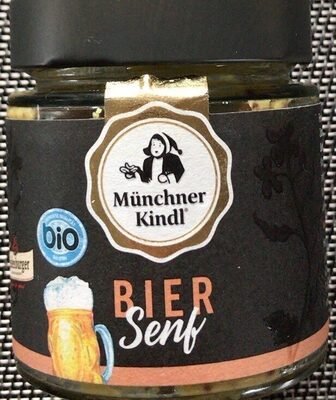 Münchner
Kindl®
bio
BIER
Senf